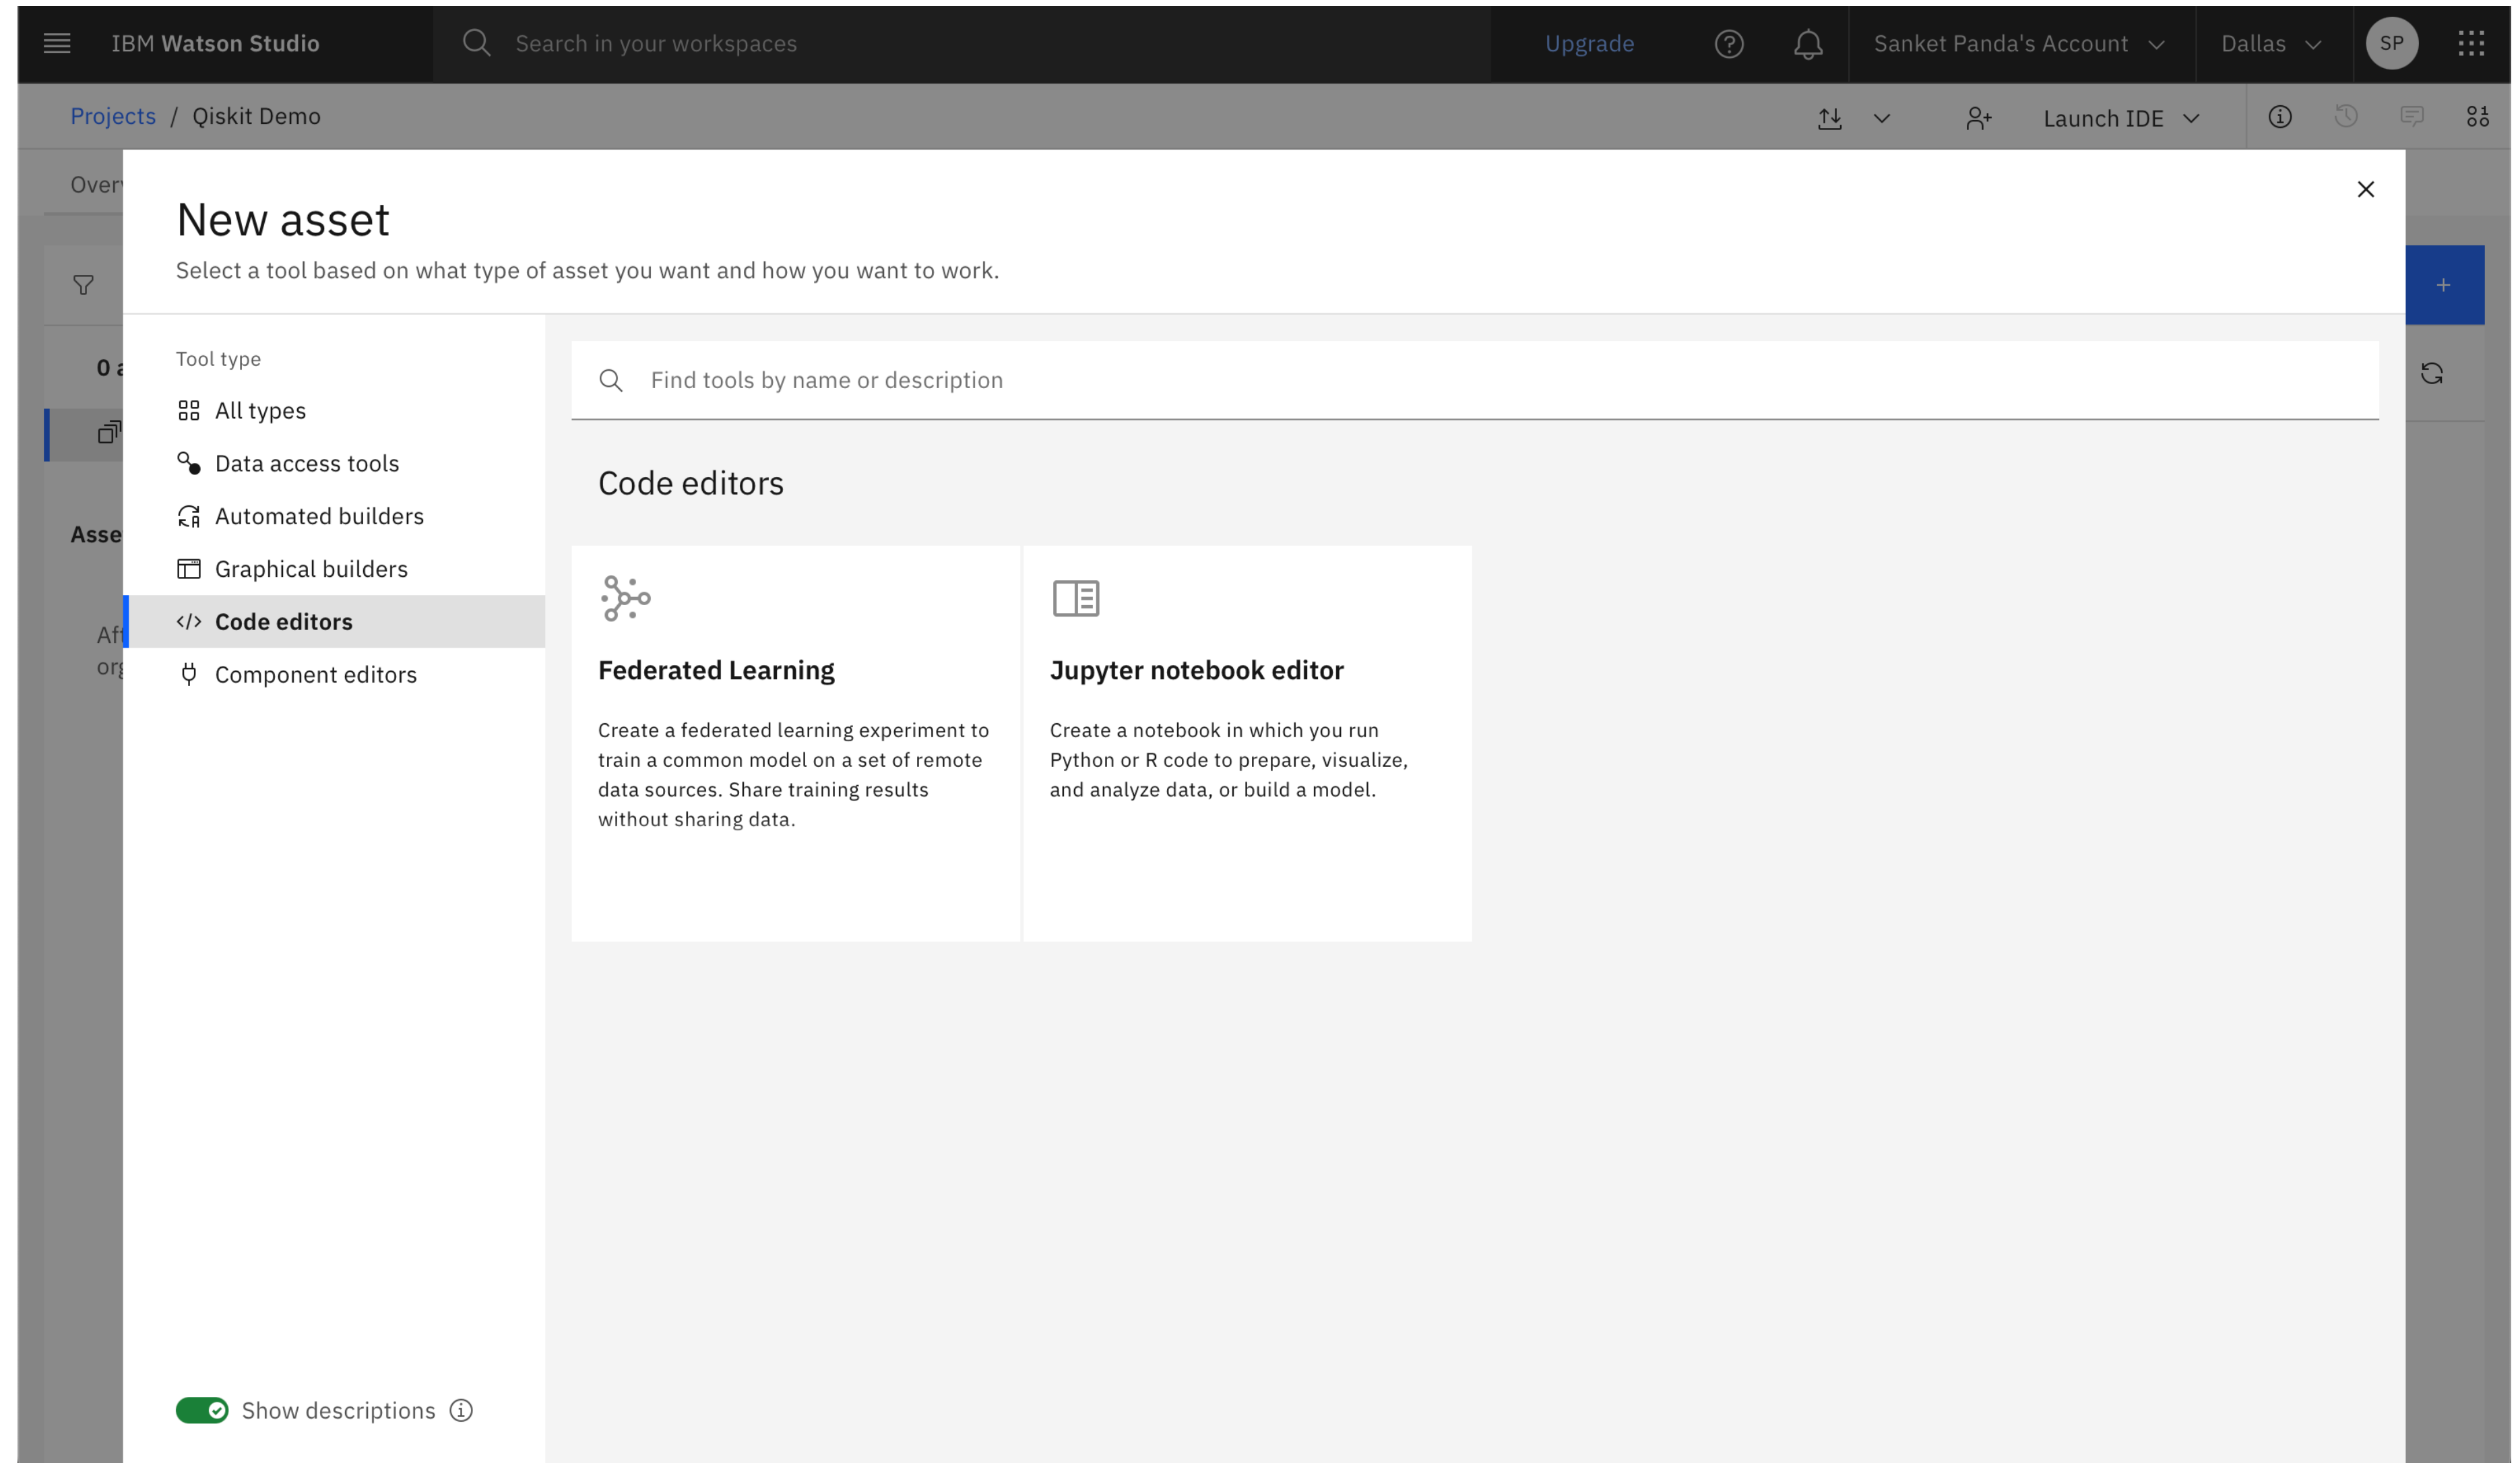 IBM Watson Studio
Search in your workspaces
Upgrade
Sanket Panda's Account
Dallas
SP
Projects / Qiskit Demo
Launch IDE
New asset
Select a tool based on what type of asset you want and how you want to work.
Tool type
All types
Data access tools
Automated builders
Graphical builders
Code editors
Component editors
Show descriptions
Find tools by name or description
Code editors
Federated Learning
Create a federated learning experiment to
train a common model on a set of remote
data sources. Share training results
without sharing data.
Jupyter notebook editor
Create a notebook in which you run
Python or R code to prepare, visualize,
and analyze data, or build a model.